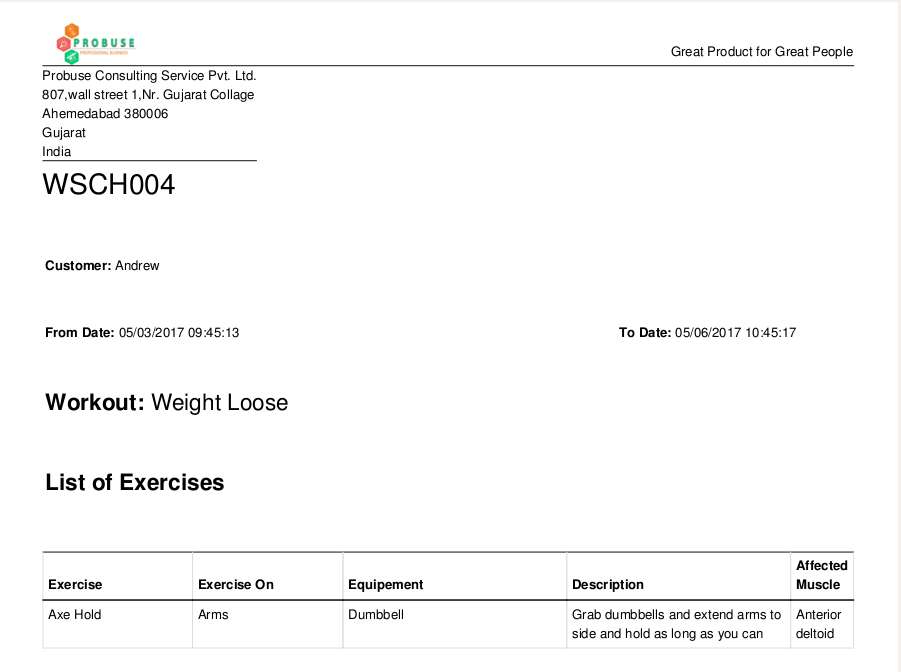 PROBUSE
PROFESSIONAL BUSINESS
Great Product for Great People
Probuse Consulting Service Pvt. Ltd.
807,wall street 1,Nr. Gujarat Collage
Ahemedabad 380006
Gujarat
India
WSCH004
Customer: Andrew
From Date: 05/03/2017 09:45:13 To Date: 05/06/2017 10:45:17
Workout: Weight Loose
List of Exercises
Exercise Exercise On Equipement Description Affected Muscle
Axe Hold Arms Dumbbell Grab dumbbells and extend arms to Anterior
side and hold as long as you can deltoid